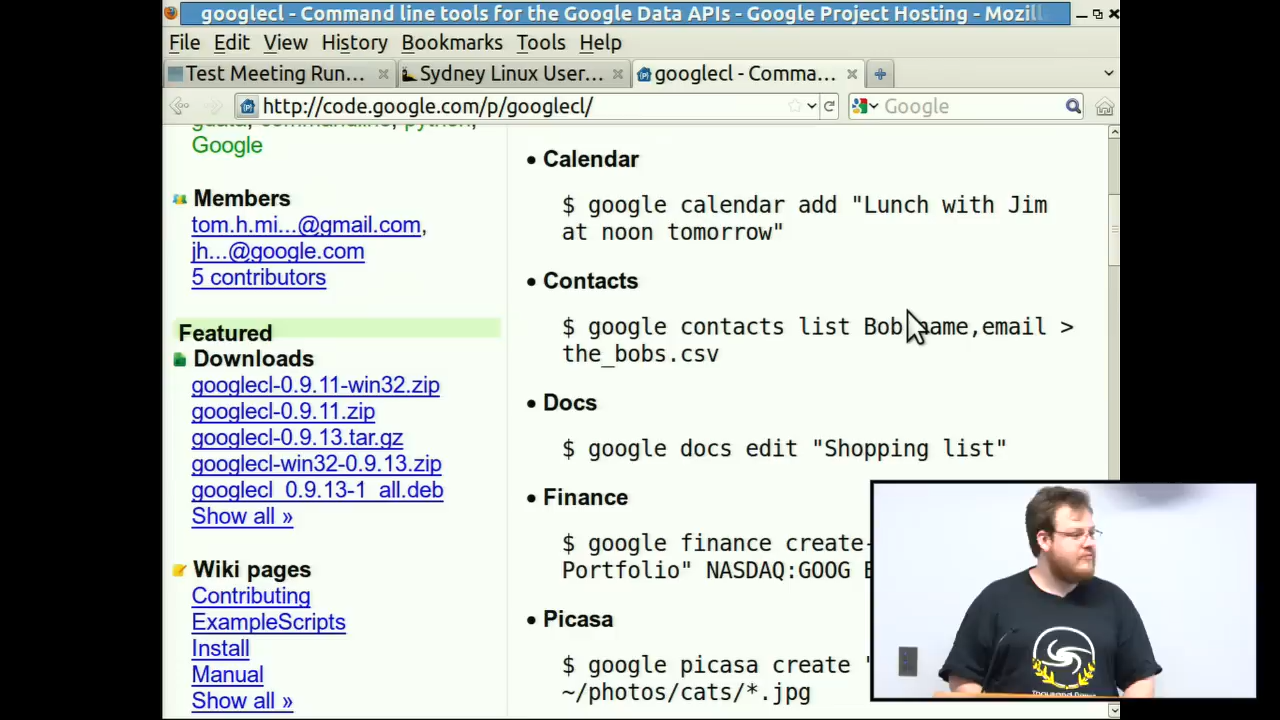 googlecl - Command line tools for the Google Data APIs - Google Project Hosting - Mozill
File Edit View History Bookmarks Tools Help
Test Meeting Run... Sydney Linux User... googlecl - Comma...
http://code.google.com/p/googlecl/ Google
gdata, commandline, python,
Google
Members
tom.h.mi...@gmail.com,
jh...@google.com
5 contributors
Featured
Downloads
googlecl-0.9.11-win32.zip
googlecl-0.9.11.zip
googlecl-0.9.13.tar.gz
googlecl-win32-0.9.13.zip
googlecl_0.9.13-1_all.deb
Show all »
Wiki pages
Contributing
ExampleScripts
Install
Manual
Show all »
• Calendar
$ google calendar add "Lunch with Jim
at noon tomorrow"
• Contacts
$ google contacts list Bob name,email >
the_bobs.csv
• Docs
$ google docs edit "Shopping list"
• Finance
$ google finance create-
Portfolio" NASDAQ:GOOG
• Picasa
$ google picasa create "
~/photos/cats/*.jpg